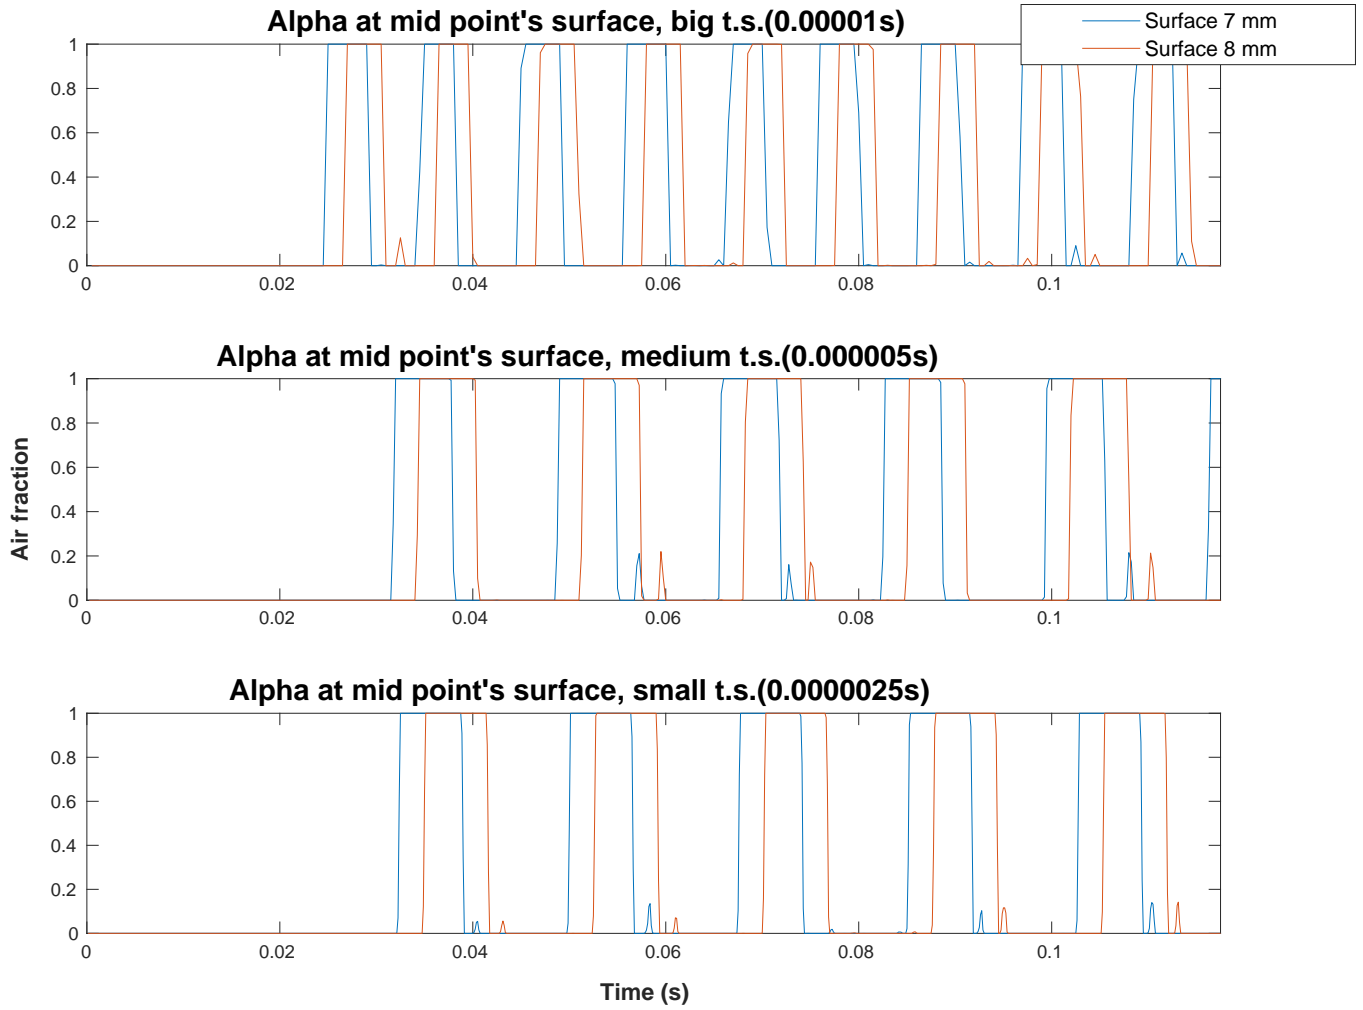 Alpha at mid point's surface, big t.s.(0.00001s)
Surface 7 mm
Surface 8 mm
1
0.8
0.6
0.4
0.2
0
0 0.02 0.04 0.06 0.08 0.1
Alpha at mid point's surface, medium t.s.(0.000005s)
1
0.8
0.6
0.4
0.2
0
0 0.02 0.04 0.06 0.08 0.1
Air fraction
Alpha at mid point's surface, small t.s.(0.0000025s)
1
0.8
0.6
0.4
0.2
0
0 0.02 0.04 0.06 0.08 0.1
Time (s)